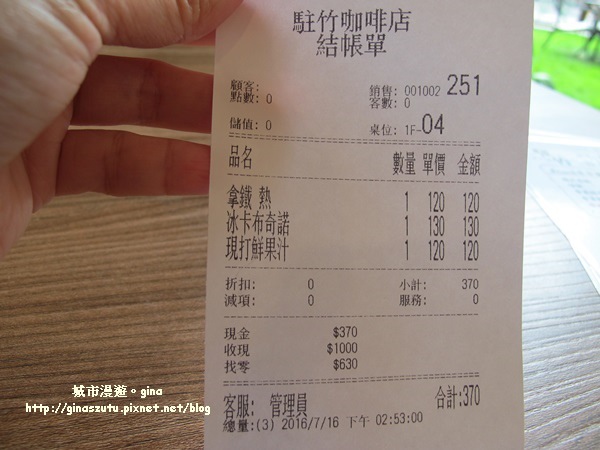 駐竹咖啡店
結帳單
顧客:
銷售: 001002 251
點數: 0
客數: 0
儲值: 0
桌位: 1F-04
品名 數量 單價 金額
拿鐵 熱 1 120 120
冰卡布奇諾 1 130 130
現打鮮果汁 1 120 120
折扣: 0 小計: 370
減項: 0 服務: 0
現金 $370
收現 $1000
找零 $630
客服: 管理員 合計:370
總量:(3) 2016/7/16 下午 02:53:00
城市漫遊。gina
http://ginaszutu.pixnet.net/blog